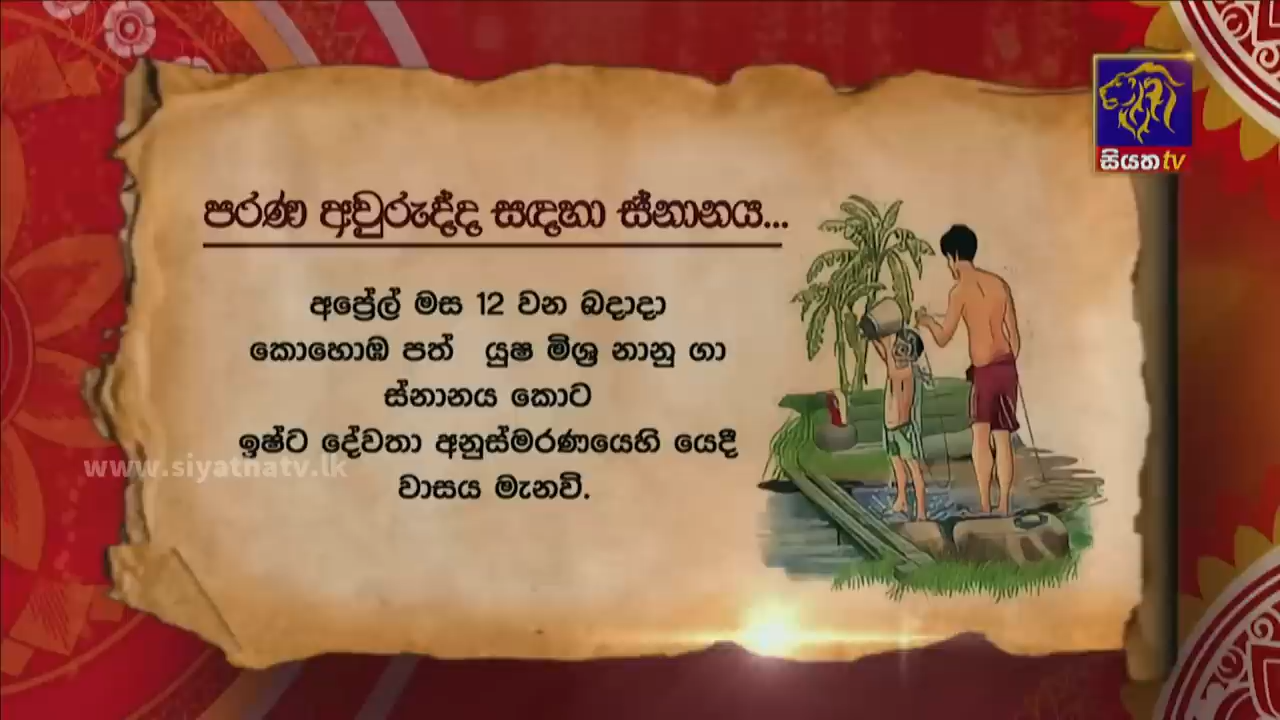 සියත tv
පරණ අවුරුද්ද සඳහා ස්නානය...
අප්‍රේල් මස 12 වන බදාදා
කොහොඹ පත් යුෂ මිශ්‍ර නානු ගා
ස්නානය කොට
ඉෂ්ට දේවතා අනුස්මරණයෙහි යෙදී
වාසය මැනවි.
www.siyathatv.lk